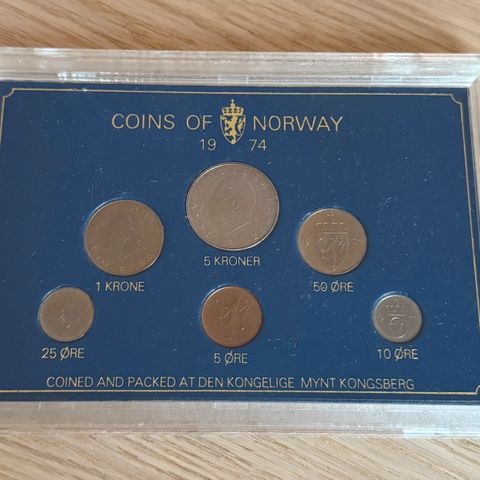 COINS OF NORWAY
19 74
5 KRONER
1 KRONE
50 ØRE
25 ØRE
5 ØRE
10 ØRE
COINED AND PACKED AT DEN KONGELIGE MYNT KONGSBERG